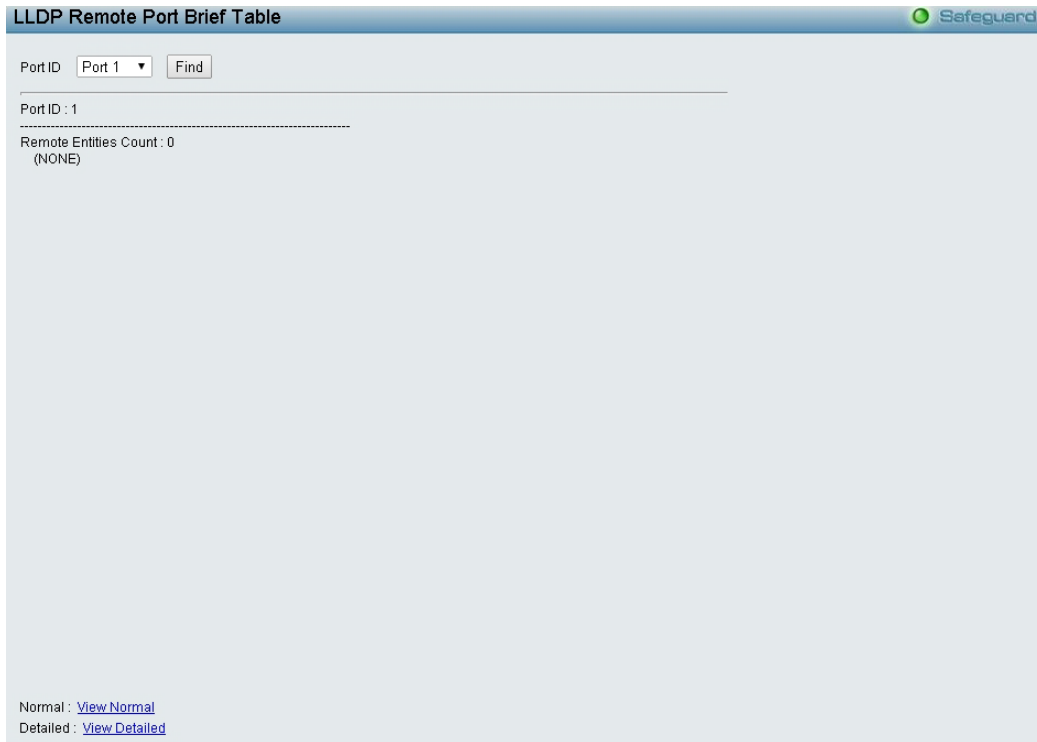 LLDP Remote Port Brief Table Safeguard
Port ID Port 1 Find
Port ID : 1
--------------------------------------------------------------------------
Remote Entities Count : 0
(NONE)
Normal : View Normal
Detailed : View Detailed